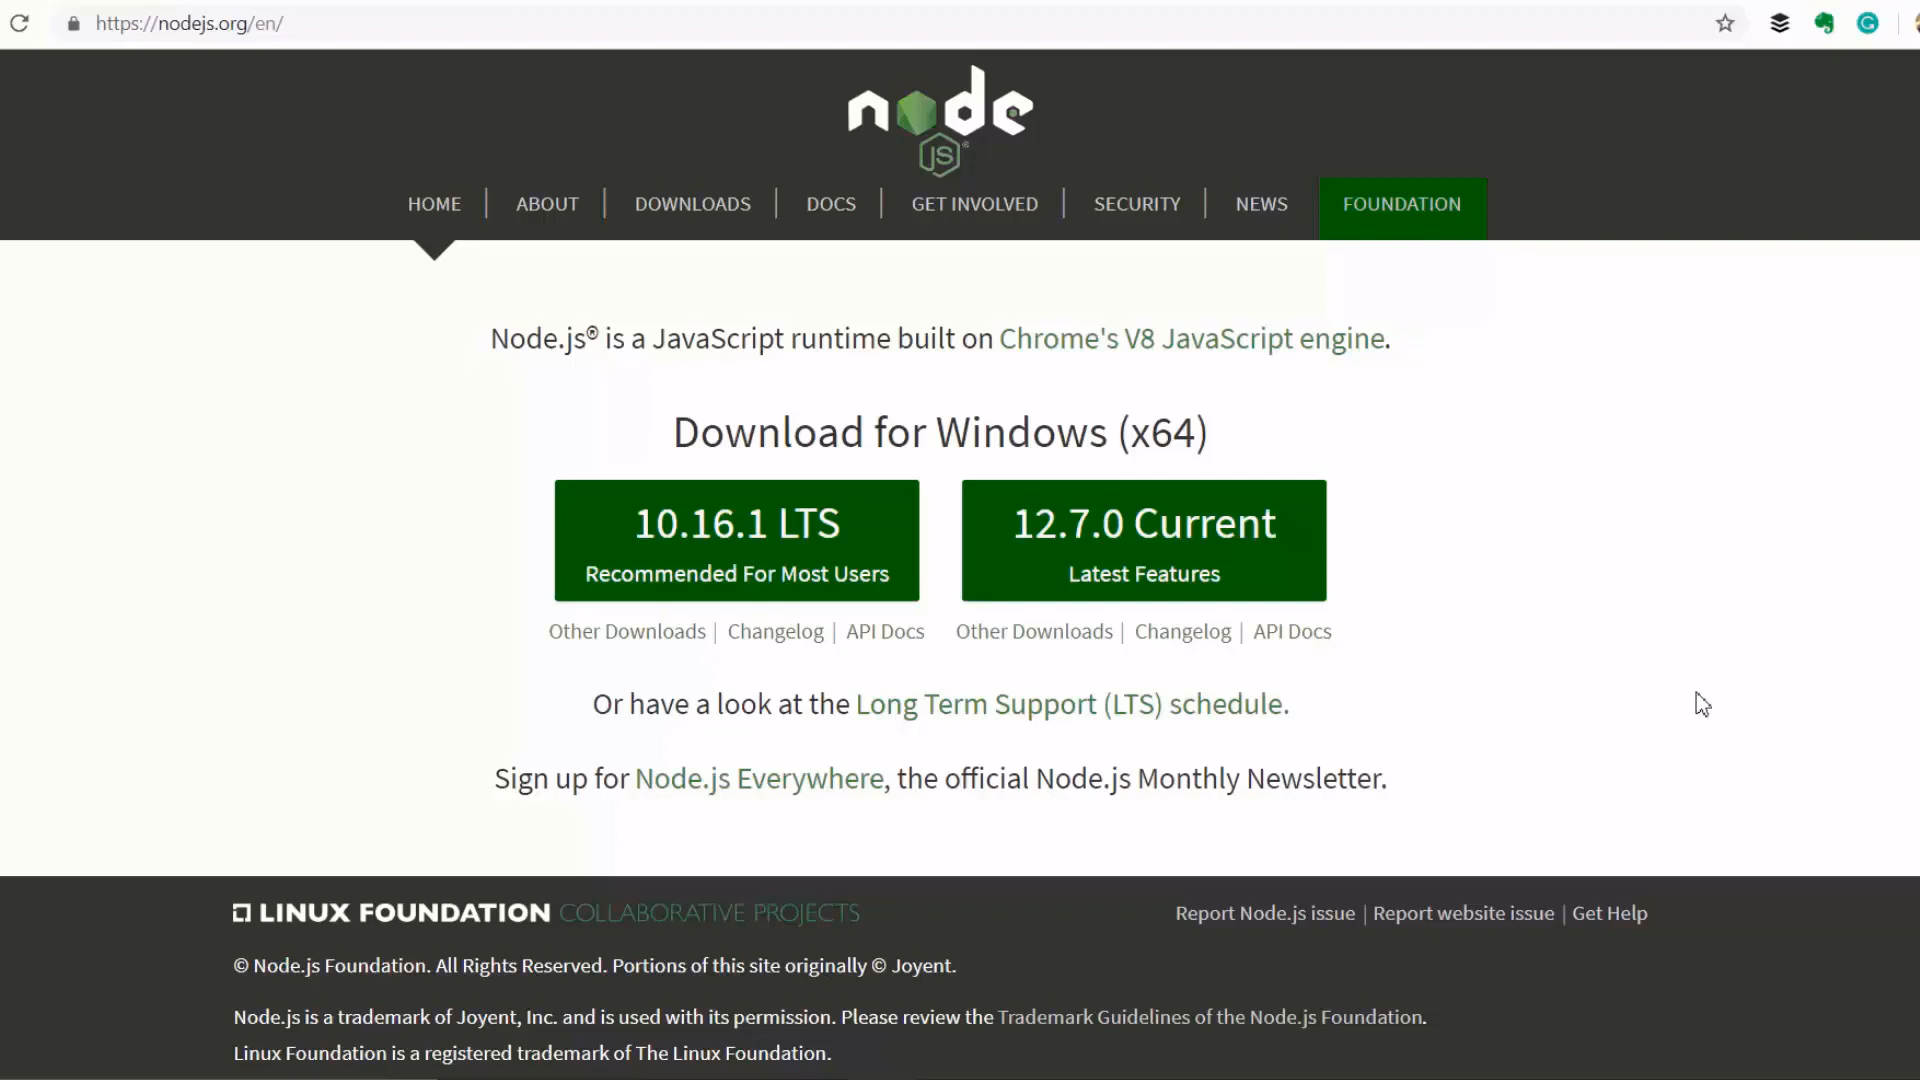 https://nodejs.org/en/
node
JS®
HOME | ABOUT | DOWNLOADS | DOCS | GET INVOLVED | SECURITY | NEWS FOUNDATION
Node.js® is a JavaScript runtime built on Chrome's V8 JavaScript engine.
Download for Windows (x64)
10.16.1 LTS
Recommended For Most Users
12.7.0 Current
Latest Features
Other Downloads | Changelog | API Docs
Other Downloads | Changelog | API Docs
Or have a look at the Long Term Support (LTS) schedule.
Sign up for Node.js Everywhere, the official Node.js Monthly Newsletter.
LINUX FOUNDATION COLLABORATIVE PROJECTS
Report Node.js issue | Report website issue | Get Help
© Node.js Foundation. All Rights Reserved. Portions of this site originally © Joyent.
Node.js is a trademark of Joyent, Inc. and is used with its permission. Please review the Trademark Guidelines of the Node.js Foundation.
Linux Foundation is a registered trademark of The Linux Foundation.